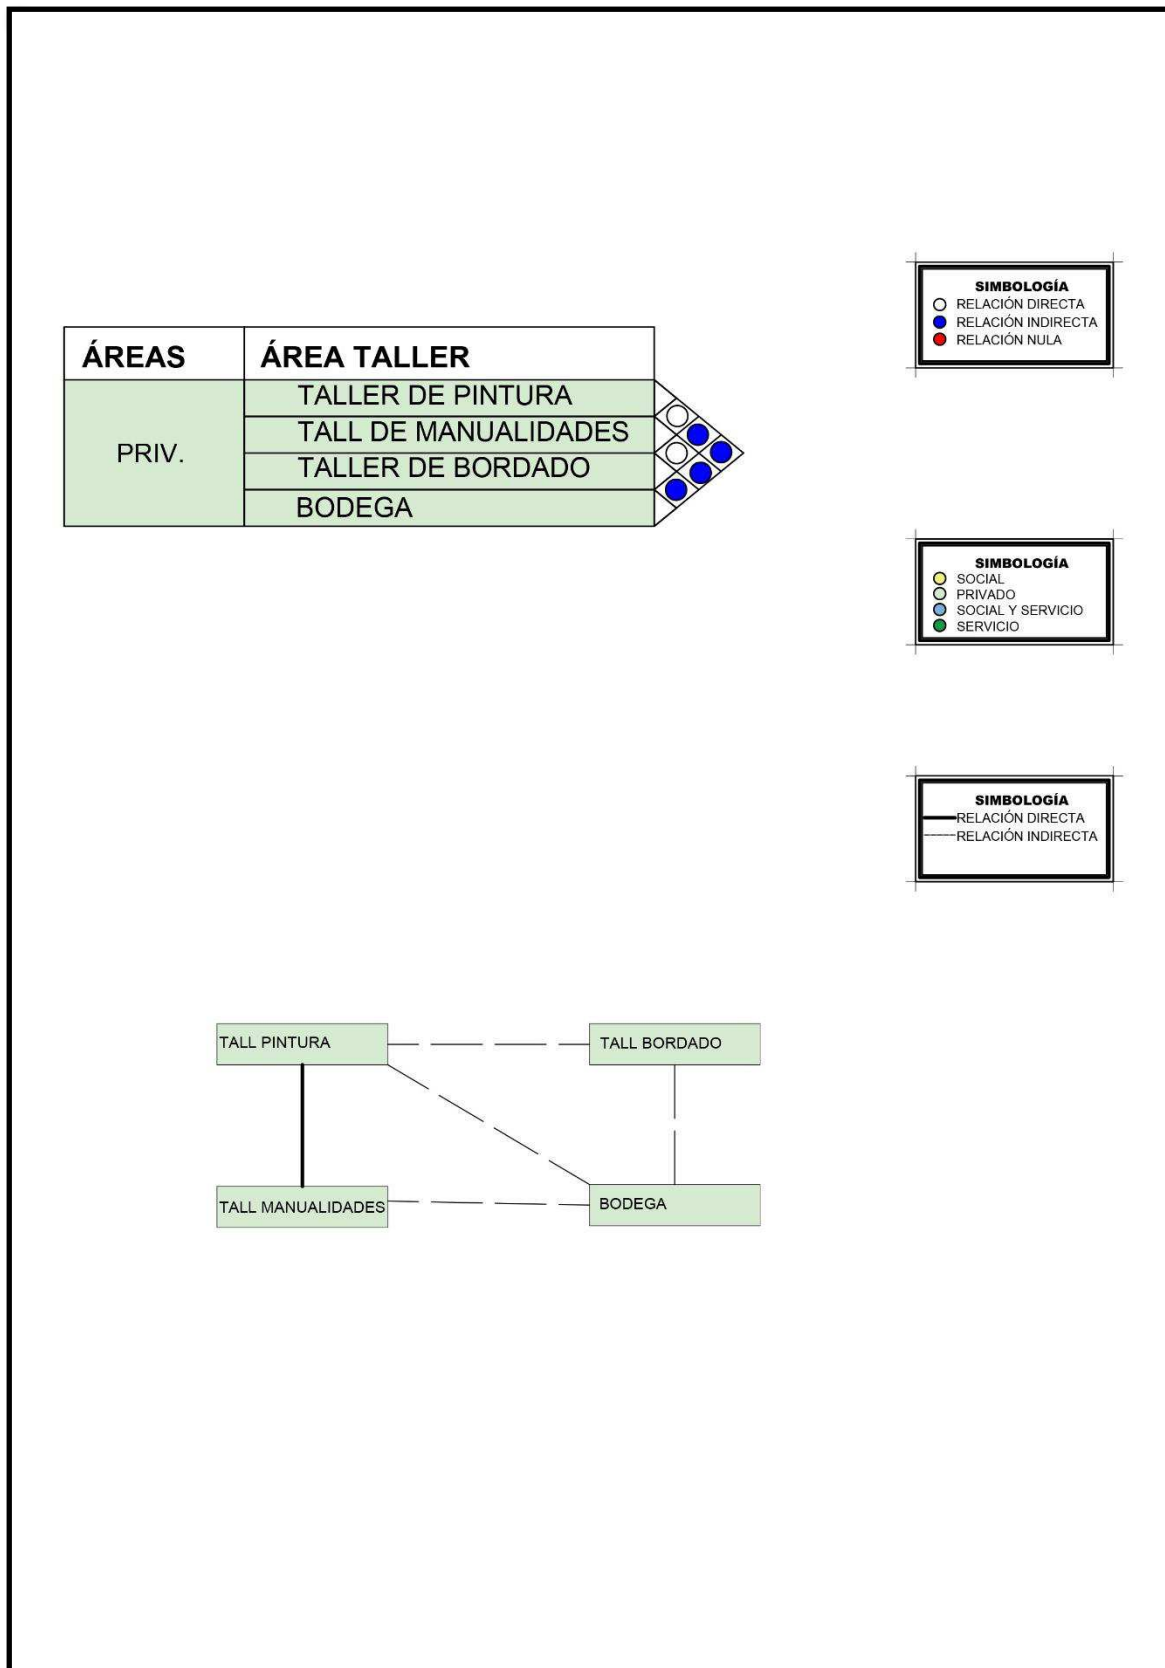 SIMBOLOGÍA
RELACIÓN DIRECTA
RELACIÓN INDIRECTA
RELACIÓN NULA
ÁREAS
ÁREA TALLER
PRIV.
TALLER DE PINTURA
TALL DE MANUALIDADES
TALLER DE BORDADO
BODEGA
SIMBOLOGÍA
SOCIAL
PRIVADO
SOCIAL Y SERVICIO
SERVICIO
SIMBOLOGÍA
RELACIÓN DIRECTA
RELACIÓN INDIRECTA
TALL PINTURA
TALL BORDADO
TALL MANUALIDADES
BODEGA